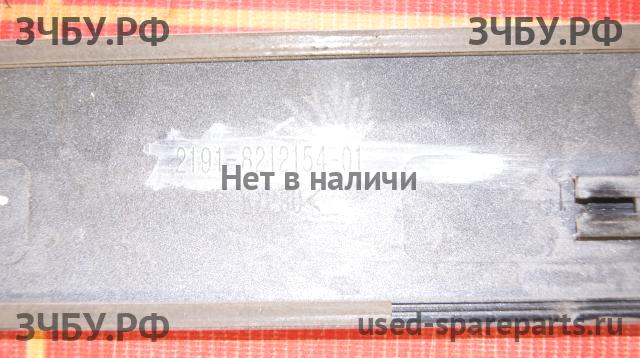 ЗЧБУ.РФ ЗЧБУ.РФ
2191-8212154-01
Нет в наличи
ЗЧБУ.РФ used-spareparts.ru